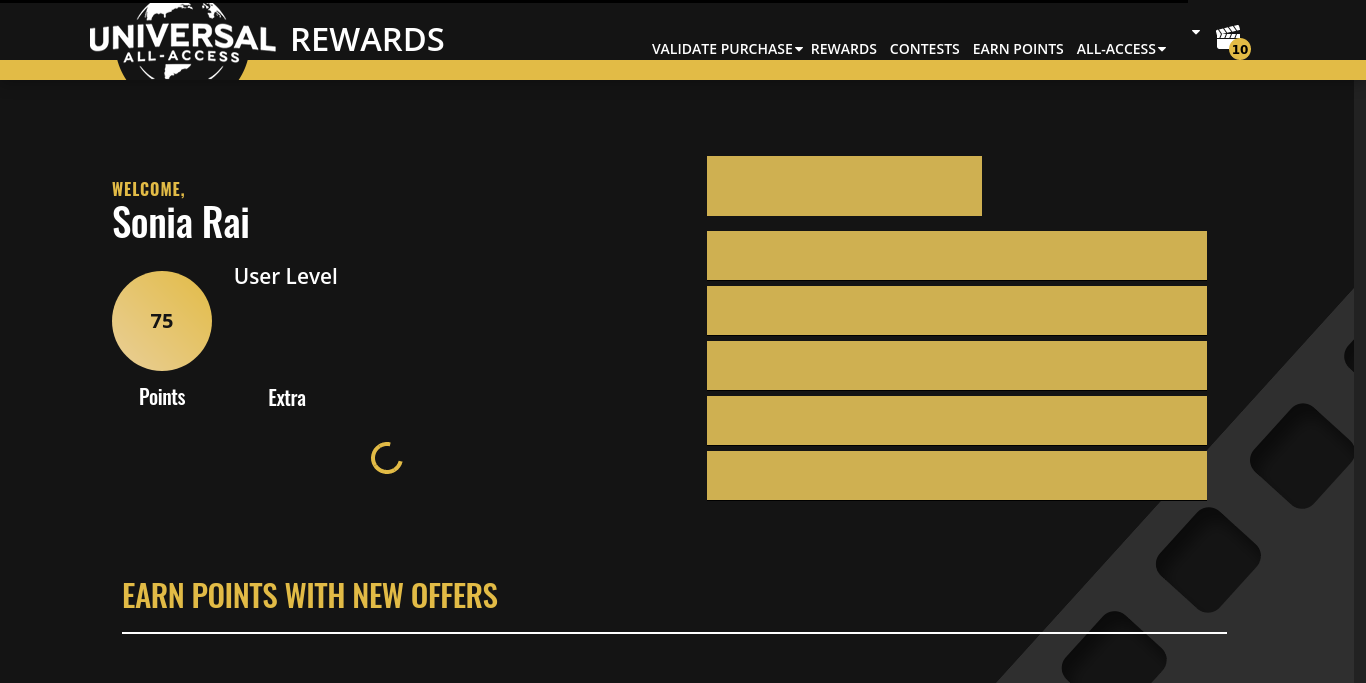 UNIVERSAL
ALL-ACCESS
REWARDS
VALIDATE PURCHASE
REWARDS
CONTESTS
EARN POINTS
ALL-ACCESS
10
WELCOME,
Sonia Rai
User Level
75
Points
Extra
EARN POINTS WITH NEW OFFERS